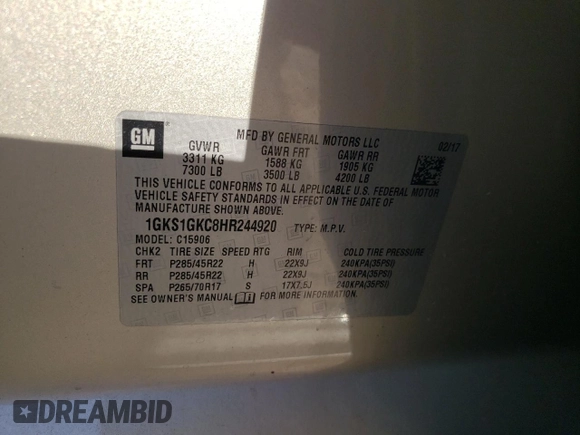 GM
MFD BY GENERAL MOTORS LLC 02/17
GVWR GAWR FRT GAWR RR
3311 KG 1588 KG 1905 KG
7300 LB 3500 LB 4200 LB
THIS VEHICLE CONFORMS TO ALL APPLICABLE U.S. FEDERAL MOTOR
VEHICLE SAFETY STANDARDS IN EFFECT ON THE DATE OF
MANUFACTURE SHOWN ABOVE.
1GKS1GKC8HR244920 TYPE: M.P.V.
MODEL: C15906
CHK2 TIRE SIZE SPEED RTG RIM COLD TIRE PRESSURE
FRT P285/45R22 H 22X9J 240KPA(35PSI)
RR P285/45R22 H 22X9J 240KPA(35PSI)
SPA P265/70R17 S 17X7.5J 240KPA(35PSI)
SEE OWNER'S MANUAL FOR MORE INFORMATION.
DREAMBID